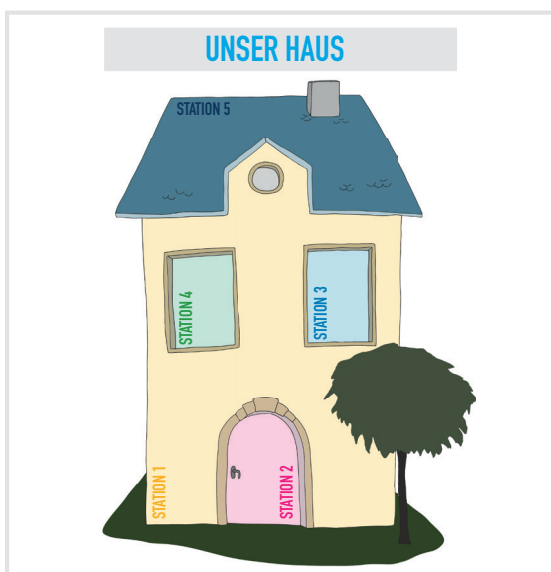 UNSER HAUS
STATION 5
STATION 4
STATION 3
STATION 1
STATION 2